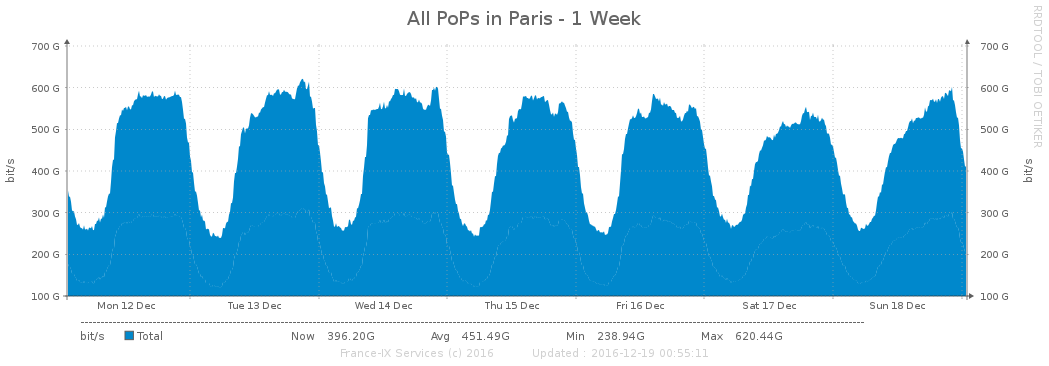 All PoPs in Paris - 1 Week
RRDTOOL / TOBI OETIKER
700 G 700 G
600 G 600 G
500 G 500 G
400 G 400 G
300 G 300 G
200 G 200 G
100 G 100 G
bit/s
bit/s
Mon 12 Dec Tue 13 Dec Wed 14 Dec Thu 15 Dec Fri 16 Dec Sat 17 Dec Sun 18 Dec
bit/s Total Now 396.20G Avg 451.49G Min 238.94G Max 620.44G
France-IX Services (c) 2016 Updated : 2016-12-19 00:55:11